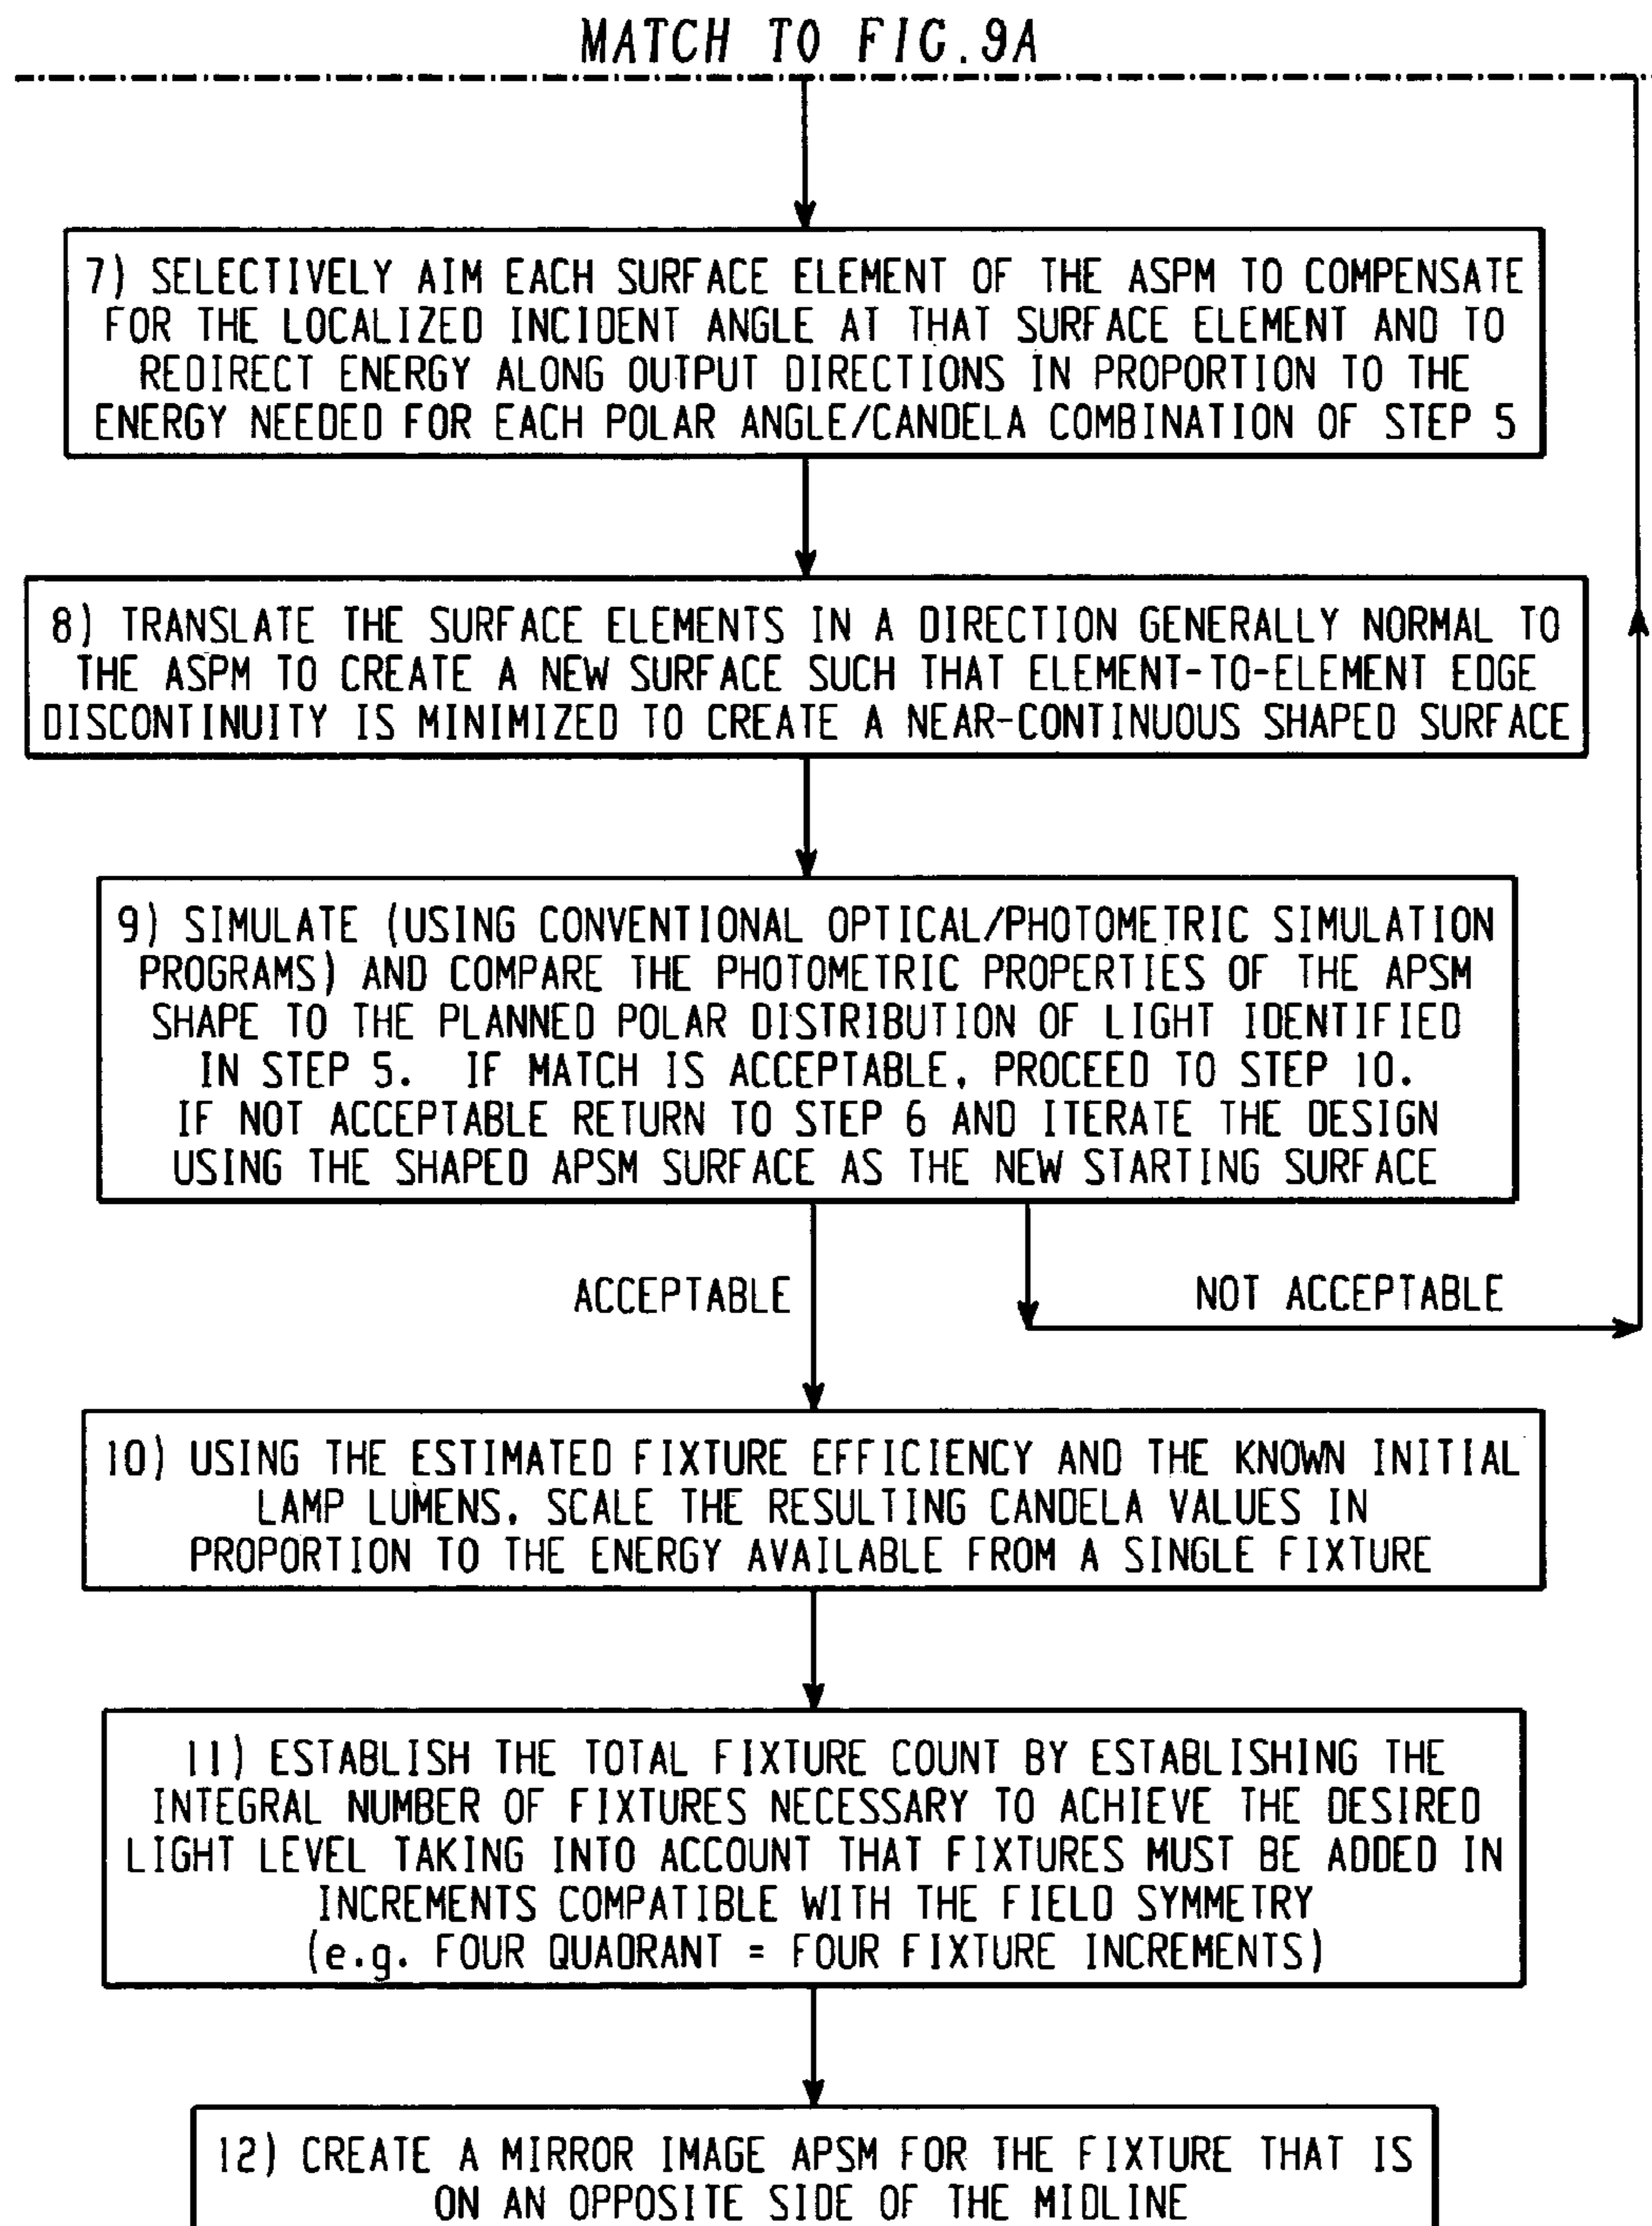 MATCH TO FIG.9A
7) SELECTIVELY AIM EACH SURFACE ELEMENT OF THE ASPM TO COMPENSATE
FOR THE LOCALIZED INCIDENT ANGLE AT THAT SURFACE ELEMENT AND TO
REDIRECT ENERGY ALONG OUTPUT DIRECTIONS IN PROPORTION TO THE
ENERGY NEEDED FOR EACH POLAR ANGLE/CANDELA COMBINATION OF STEP 5
8) TRANSLATE THE SURFACE ELEMENTS IN A DIRECTION GENERALLY NORMAL TO
THE ASPM TO CREATE A NEW SURFACE SUCH THAT ELEMENT-TO-ELEMENT EDGE
DISCONTINUITY IS MINIMIZED TO CREATE A NEAR-CONTINUOUS SHAPED SURFACE
9) SIMULATE (USING CONVENTIONAL OPTICAL/PHOTOMETRIC SIMULATION
PROGRAMS) AND COMPARE THE PHOTOMETRIC PROPERTIES OF THE APSM
SHAPE TO THE PLANNED POLAR DISTRIBUTION OF LIGHT IDENTIFIED
IN STEP 5. IF MATCH IS ACCEPTABLE, PROCEED TO STEP 10.
IF NOT ACCEPTABLE RETURN TO STEP 6 AND ITERATE THE DESIGN
USING THE SHAPED APSM SURFACE AS THE NEW STARTING SURFACE
ACCEPTABLE
NOT ACCEPTABLE
10) USING THE ESTIMATED FIXTURE EFFICIENCY AND THE KNOWN INITIAL
LAMP LUMENS, SCALE THE RESULTING CANDELA VALUES IN
PROPORTION TO THE ENERGY AVAILABLE FROM A SINGLE FIXTURE
11) ESTABLISH THE TOTAL FIXTURE COUNT BY ESTABLISHING THE
INTEGRAL NUMBER OF FIXTURES NECESSARY TO ACHIEVE THE DESIRED
LIGHT LEVEL TAKING INTO ACCOUNT THAT FIXTURES MUST BE ADDED IN
INCREMENTS COMPATIBLE WITH THE FIELD SYMMETRY
(e.g. FOUR QUADRANT = FOUR FIXTURE INCREMENTS)
12) CREATE A MIRROR IMAGE APSM FOR THE FIXTURE THAT IS
ON AN OPPOSITE SIDE OF THE MIDLINE